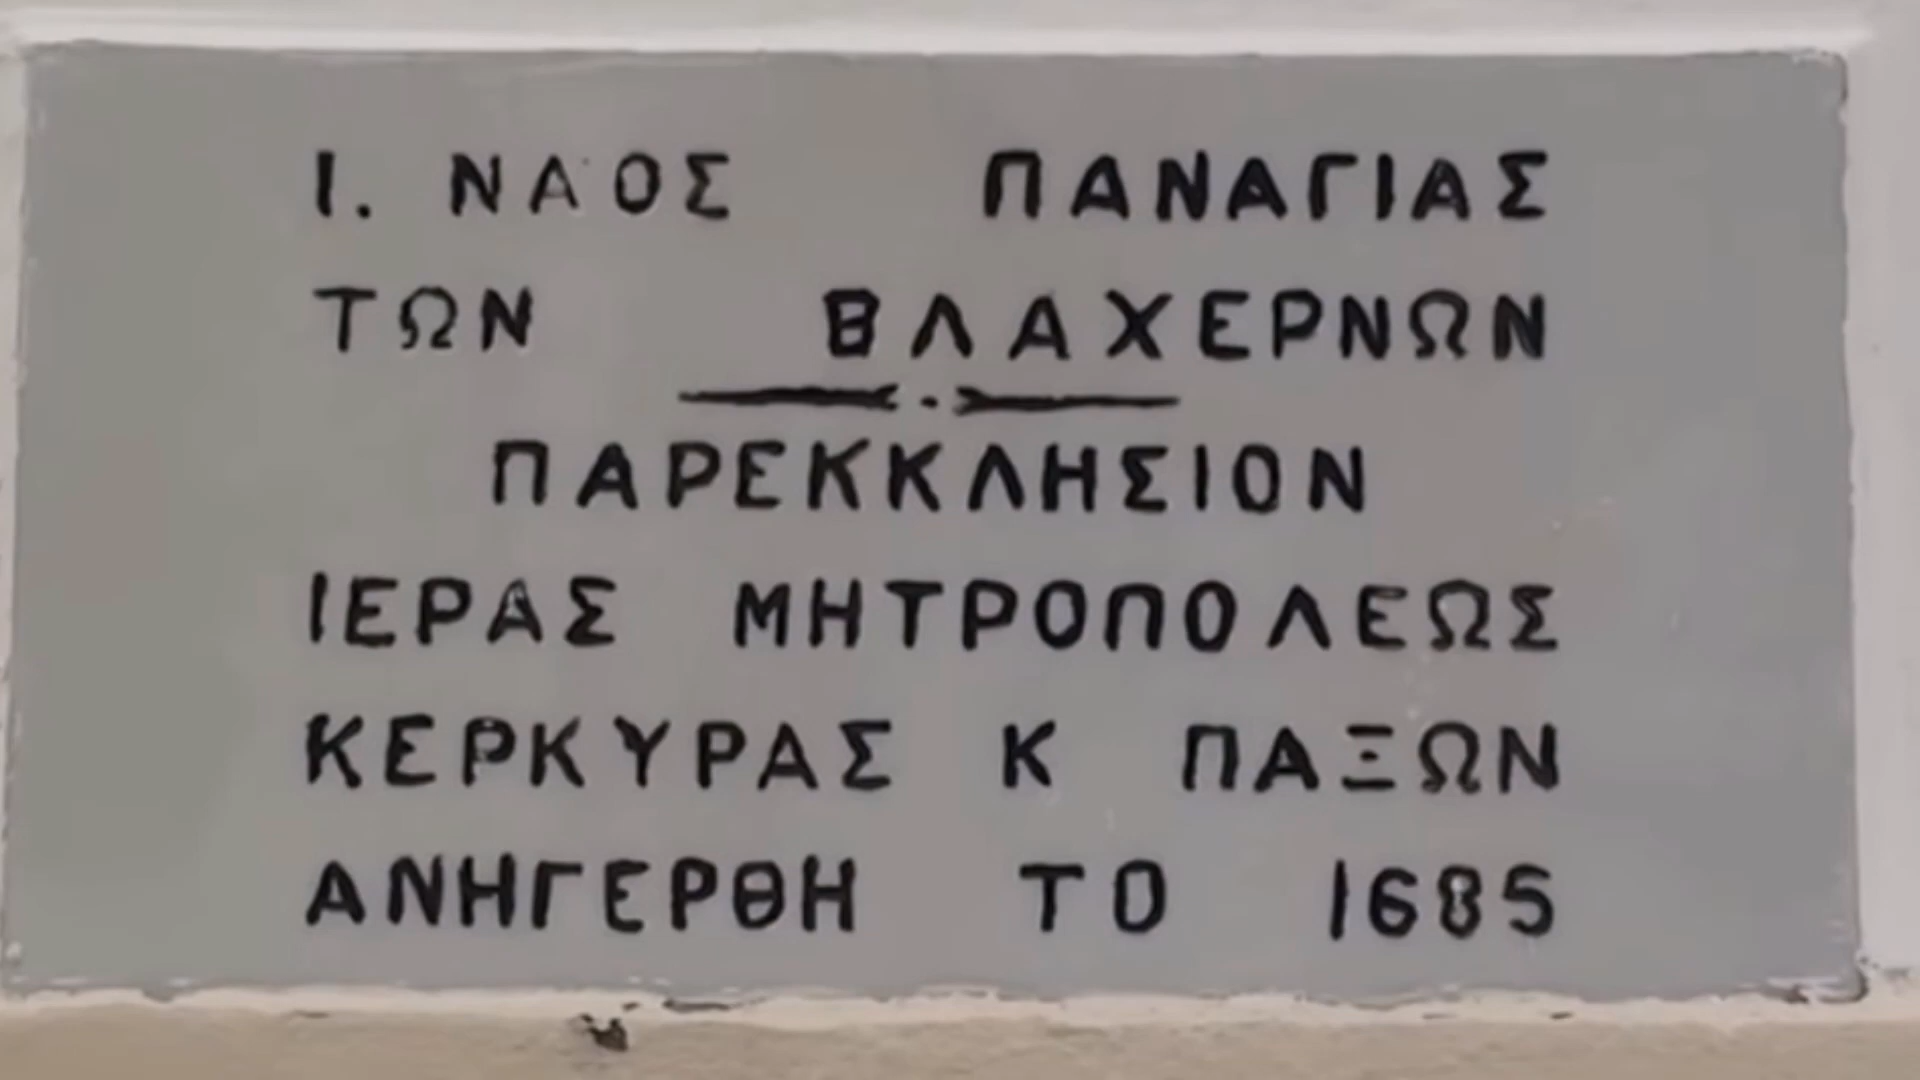 Ι. ΝΑΟΣ ΠΑΝΑΓΙΑΣ
ΤΩΝ ΒΛΑΧΕΡΝΩΝ
ΠΑΡΕΚΚΛΗΣΙΟΝ
ΙΕΡΑΣ ΜΗΤΡΟΠΟΛΕΩΣ
ΚΕΡΚΥΡΑΣ Κ ΠΑΞΩΝ
ΑΝΗΓΕΡΘΗ ΤΟ 1685